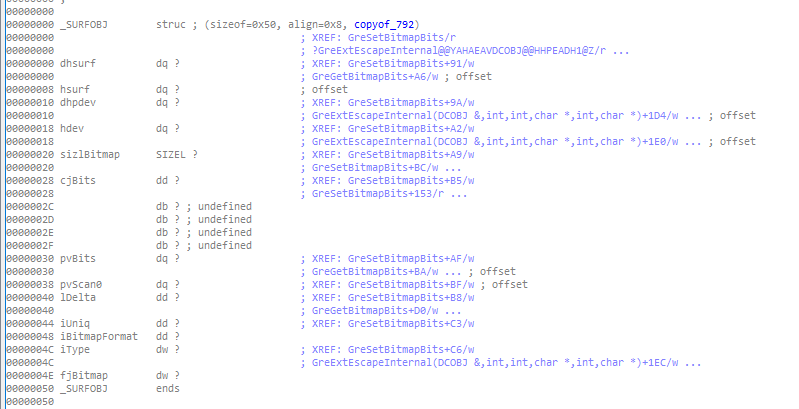 00000000 ;
00000000
00000000 _SURFOBJ struc ; (sizeof=0x50, align=0x8, copyof_792)
00000000 ; XREF: GreSetBitmapBits/r
00000000 ; ?GreExtEscapeInternal@@YAHAEAVDCOBJ@@HHPEADH1@Z/r ...
00000000 dhsurf dq ? ; XREF: GreSetBitmapBits+91/w
00000000 ; GreGetBitmapBits+A6/w ; offset
00000008 hsurf dq ? ; offset
00000010 dhpdev dq ? ; XREF: GreSetBitmapBits+9A/w
00000010 ; GreExtEscapeInternal(DCOBJ &,int,int,char *,int,char *)+1D4/w ... ; offset
00000018 hdev dq ? ; XREF: GreSetBitmapBits+A2/w
00000018 ; GreExtEscapeInternal(DCOBJ &,int,int,char *,int,char *)+1E0/w ... ; offset
00000020 sizlBitmap SIZEL ? ; XREF: GreSetBitmapBits+A9/w
00000020 ; GreSetBitmapBits+BC/w ...
00000028 cjBits dd ? ; XREF: GreSetBitmapBits+B5/w
00000028 ; GreSetBitmapBits+153/r ...
0000002C db ? ; undefined
0000002D db ? ; undefined
0000002E db ? ; undefined
0000002F db ? ; undefined
00000030 pvBits dq ? ; XREF: GreSetBitmapBits+AF/w
00000030 ; GreGetBitmapBits+BA/w ... ; offset
00000038 pvScan0 dq ? ; XREF: GreSetBitmapBits+BF/w ; offset
00000040 lDelta dd ? ; XREF: GreSetBitmapBits+B8/w
00000040 ; GreGetBitmapBits+D0/w ...
00000044 iUniq dd ? ; XREF: GreSetBitmapBits+C3/w
00000048 iBitmapFormat dd ?
0000004C iType dw ? ; XREF: GreSetBitmapBits+C6/w
0000004C ; GreExtEscapeInternal(DCOBJ &,int,int,char *,int,char *)+1EC/w ...
0000004E fjBitmap dw ?
00000050 _SURFOBJ ends
00000050